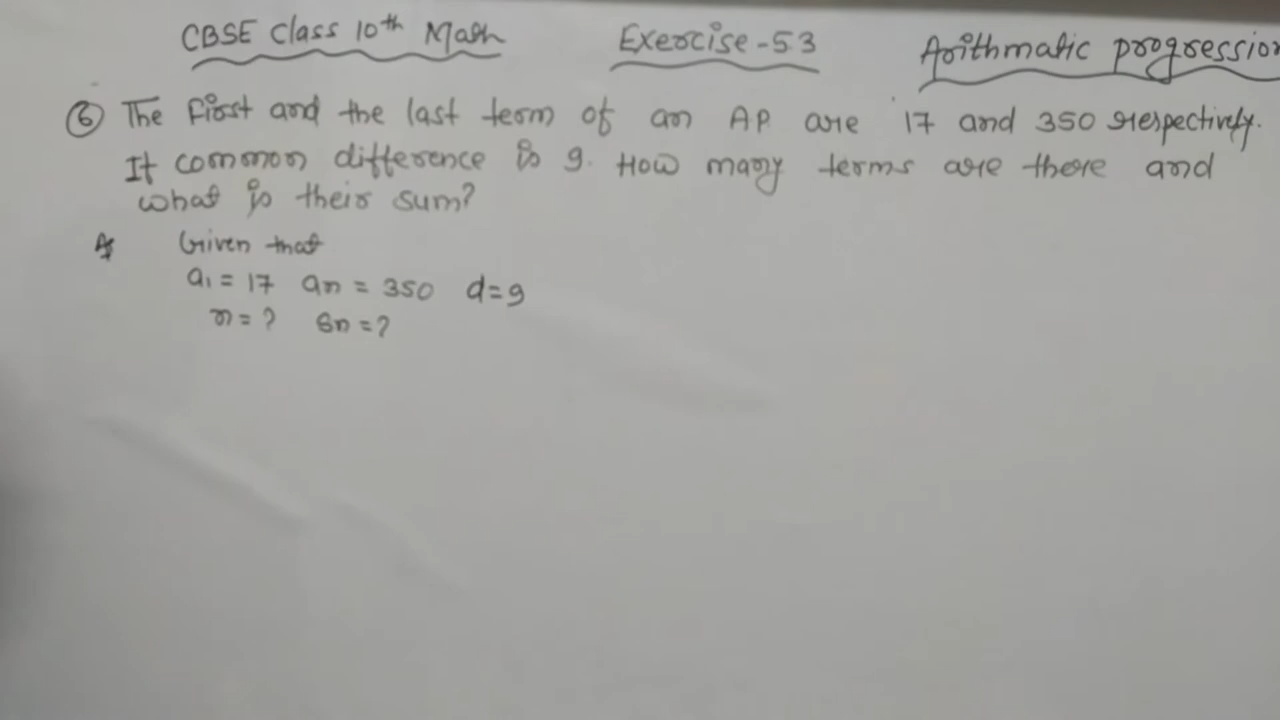 CBSE Class 10th Math Exercise-5.3 Arithmatic progression
6 The First and the last term of an AP are 17 and 350 respectively.
If common difference is 9. How many terms are there and
what is their sum?
A Given that
a1 = 17 an = 350 d=9
n=? Sn=?